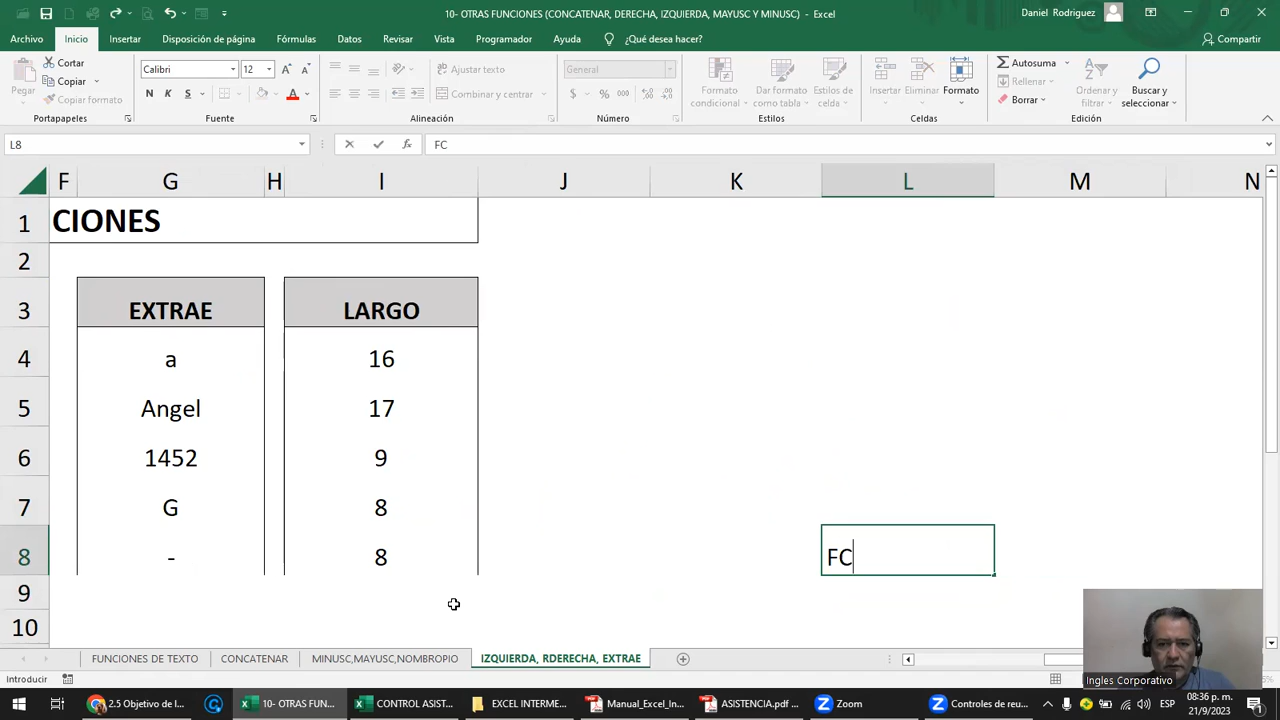 10- OTRAS FUNCIONES (CONCATENAR, DERECHA, IZQUIERDA, MAYUSC Y MINUSC) - Excel
Daniel Rodriguez
Archivo Inicio Insertar Disposición de página Fórmulas Datos Revisar Vista Programador Ayuda ¿Qué desea hacer? Compartir
Pegar
Cortar
Copiar
Copiar formato
Calibri 12
N K S
Ajustar texto
Combinar y centrar
General
$ % 000
Formato condicional
Dar formato como tabla
Estilos de celda
Insertar
Eliminar
Formato
Autosuma
Rellenar
Borrar
Ordenar y filtrar
Buscar y seleccionar
Portapapeles Fuente Alineación Número Estilos Celdas Edición
L8 fx FC
F G H I J K L M N
1 CIONES
2
3 EXTRAE LARGO
4 a 16
5 Angel 17
6 1452 9
7 G 8
8 - 8 FC
9
10
FUNCIONES DE TEXTO CONCATENAR MINUSC,MAYUSC,NOMBROPIO IZQUIERDA, RDERECHA, EXTRAE
Introducir
Ingles Corporativo
2.5 Objetivo de l... 10- OTRAS FUN... CONTROL ASIST... EXCEL INTERME... Manual_Excel_In... ASISTENCIA.pdf ... Zoom Controles de reu... ESP
08:36 p. m.
21/9/2023